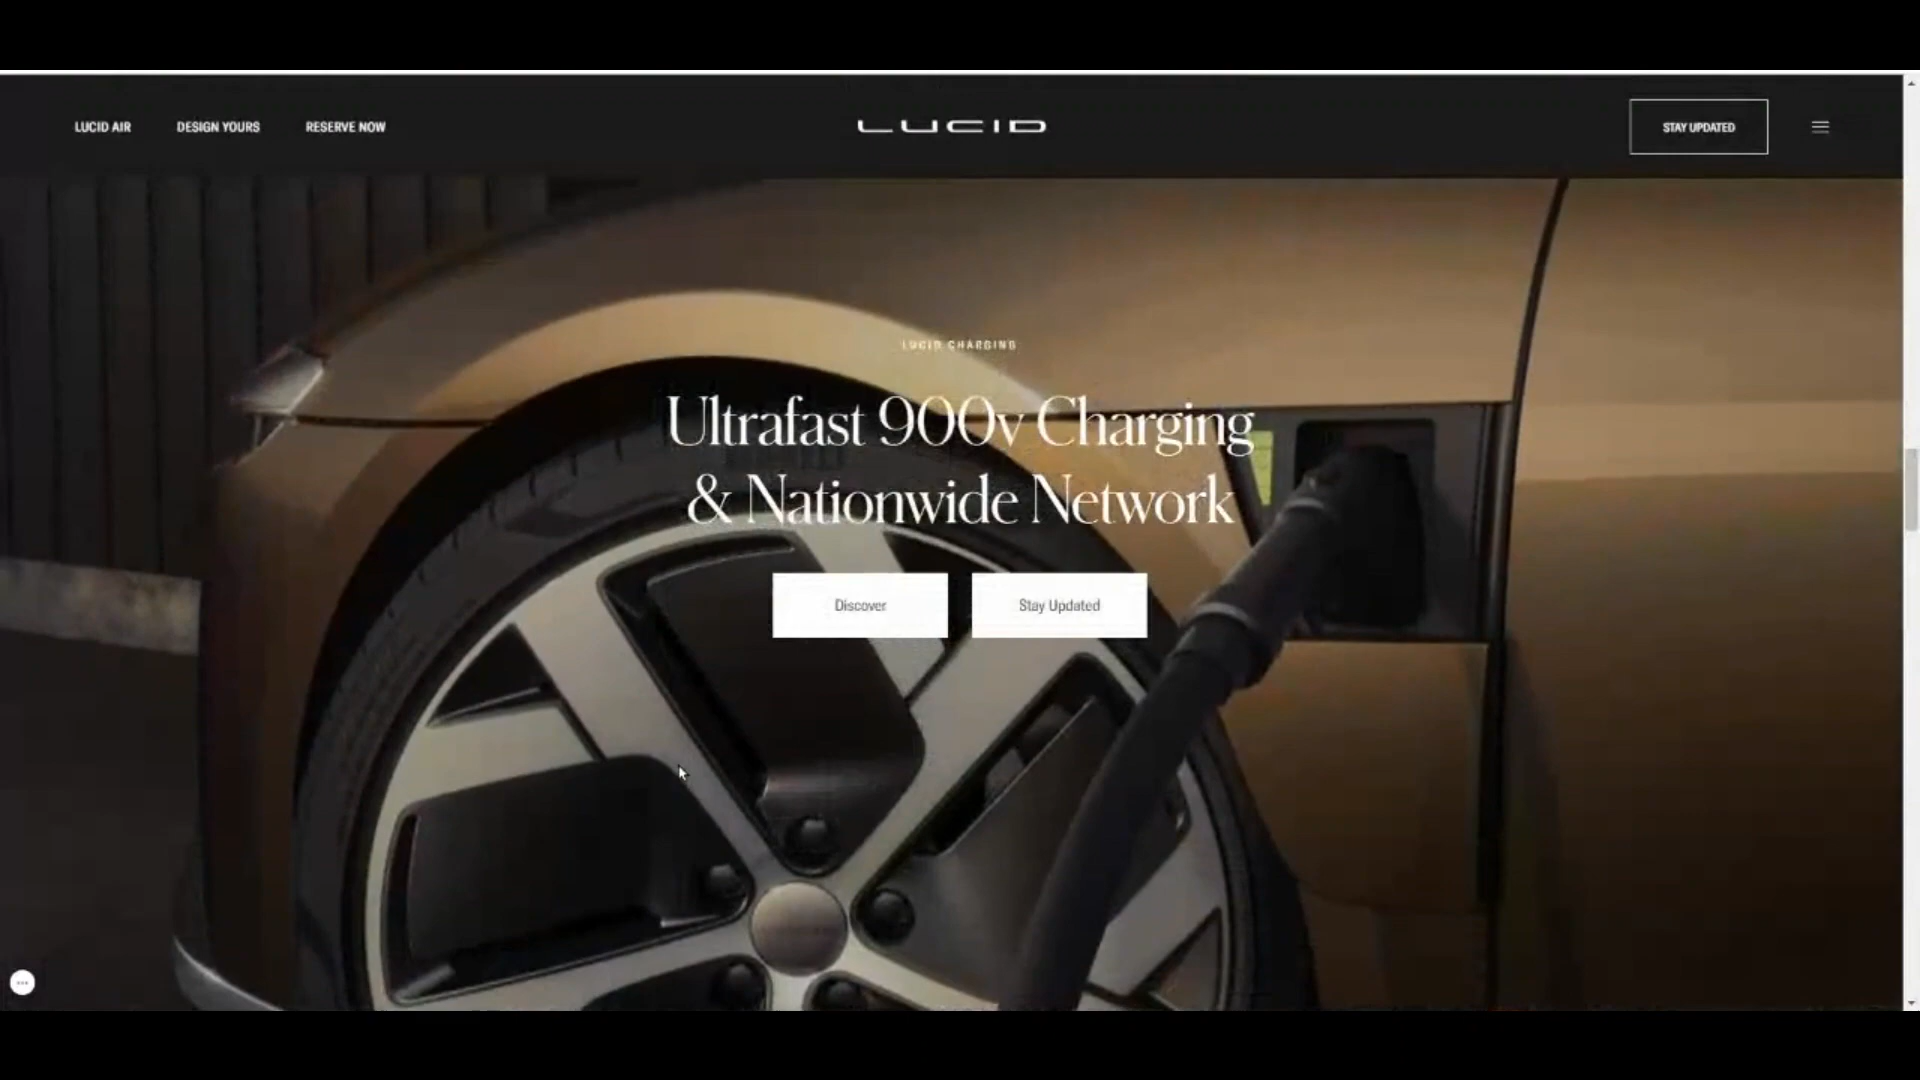 LUCID AIR
DESIGN YOURS
RESERVE NOW
LUCID
STAY UPDATED
LUCID CHARGING
Ultrafast 900v Charging
& Nationwide Network
Discover
Stay Updated